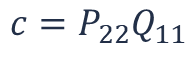 c = P₂₂Q₁₁